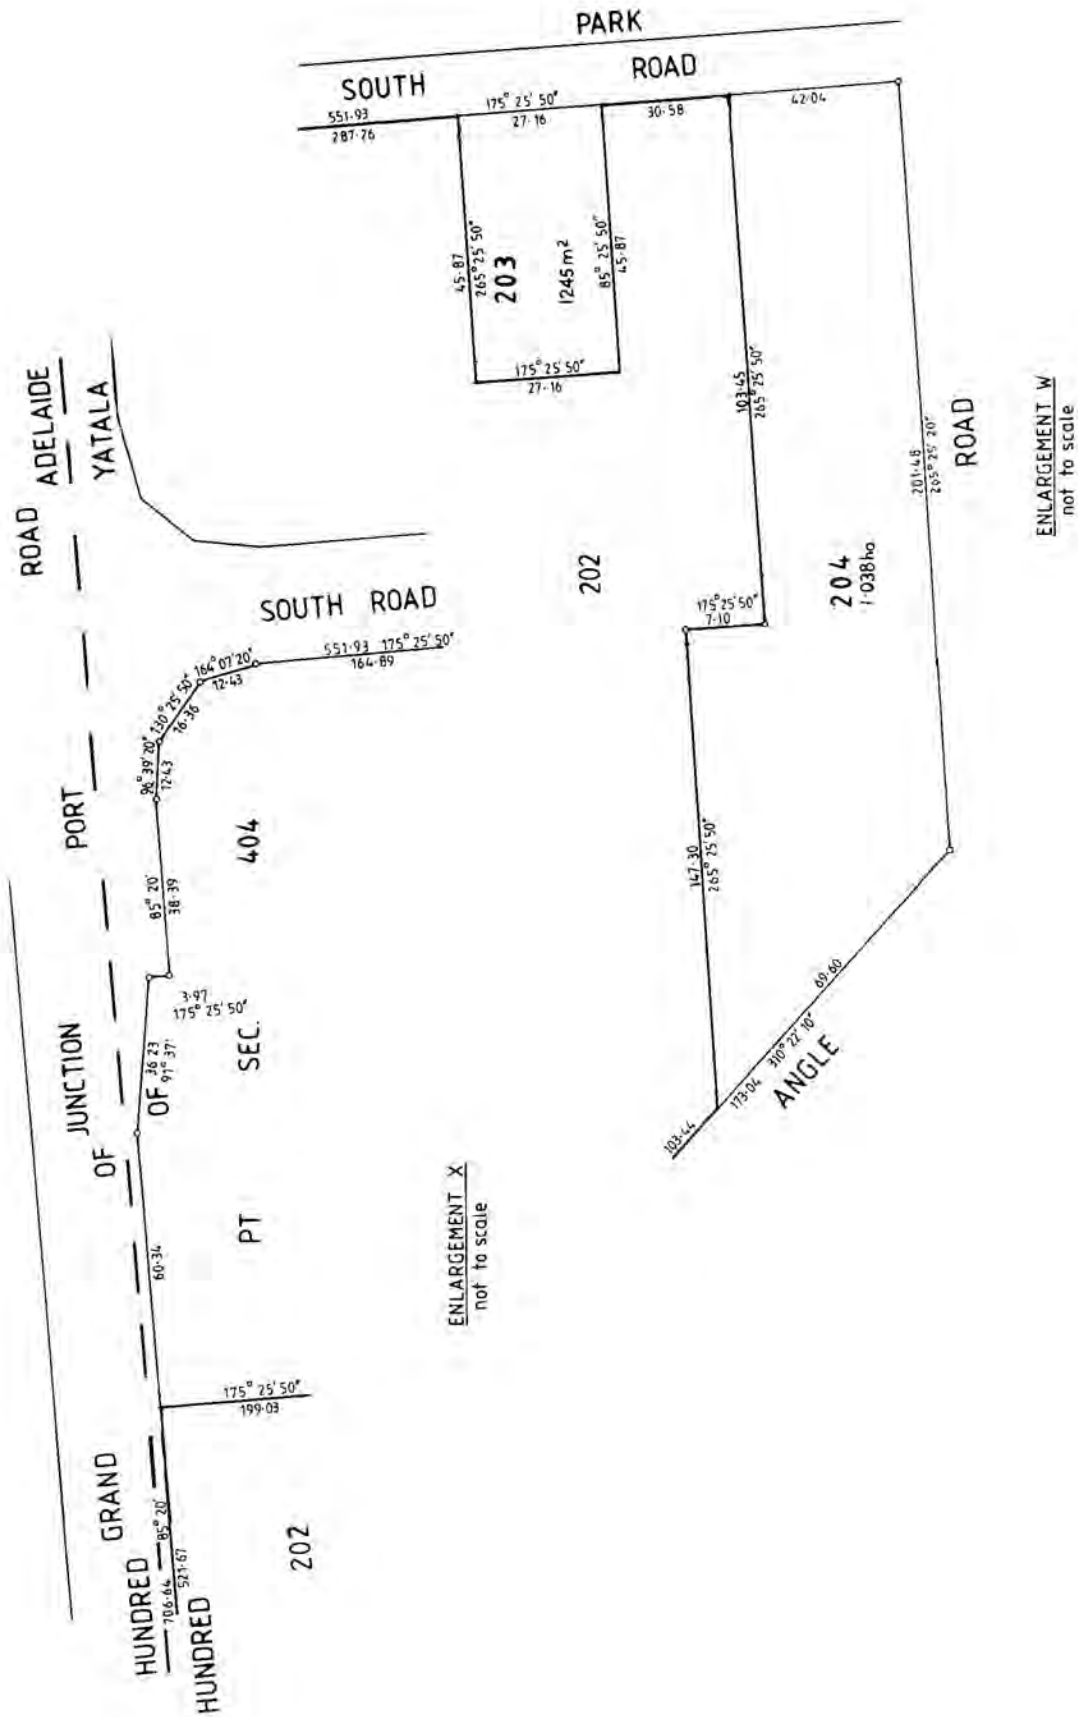 PARK
SOUTH ROAD
551·93
287·26
175° 25' 50"
27·16
30·58
42·04
45·87
265° 25' 50"
203
1245 m²
85° 25' 50"
45·87
175° 25' 50"
27·16
103·45
265° 25' 50"
202
175° 25' 50"
7·10
204
1·038ha
201·48
265° 25' 20"
ROAD
147·30
265° 25' 50"
69·60
310° 22' 10"
173·04
103·44
ANGLE
ENLARGEMENT W
not to scale
ROAD
ADELAIDE
YATALA
SOUTH ROAD
551·93 175° 25' 50"
164·89
164° 07' 20"
12·43
130° 25' 50"
16·36
96° 39' 20"
12·43
PORT
404
85° 20'
38·39
3·97
175° 25' 50"
JUNCTION
OF
36·23
91° 37'
SEC.
OF
PT
60·34
175° 25' 50"
199·03
GRAND
HUNDRED
706·64
85° 20'
521·67
HUNDRED
202
ENLARGEMENT X
not to scale